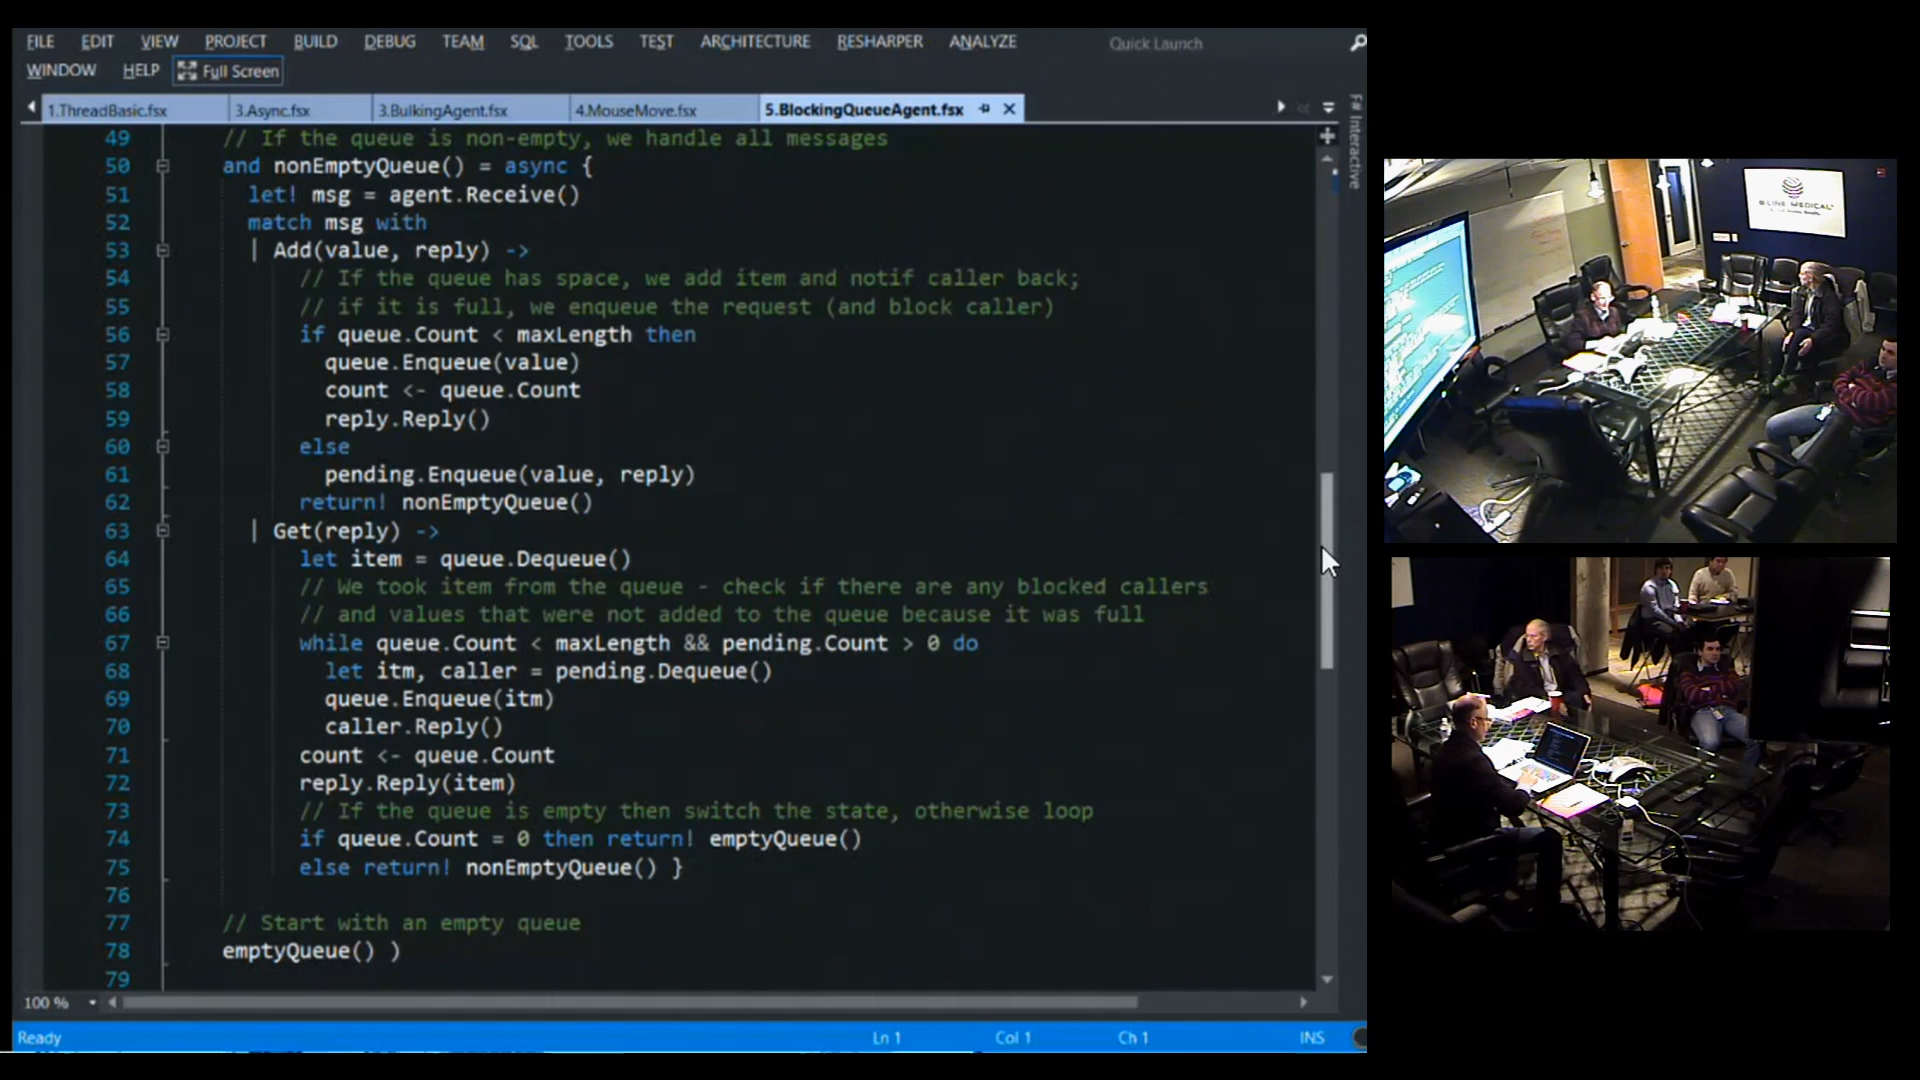 FILE EDIT VIEW PROJECT BUILD DEBUG TEAM SQL TOOLS TEST ARCHITECTURE RESHARPER ANALYZE Quick Launch
WINDOW HELP Full Screen
1.ThreadBasic.fsx 3.Async.fsx 3.BulkingAgent.fsx 4.MouseMove.fsx 5.BlockingQueueAgent.fsx
F# Interactive
49 // If the queue is non-empty, we handle all messages
50 and nonEmptyQueue() = async {
51 let! msg = agent.Receive()
52 match msg with
53 | Add(value, reply) ->
54 // If the queue has space, we add item and notif caller back;
55 // if it is full, we enqueue the request (and block caller)
56 if queue.Count < maxLength then
57 queue.Enqueue(value)
58 count <- queue.Count
59 reply.Reply()
60 else
61 pending.Enqueue(value, reply)
62 return! nonEmptyQueue()
63 | Get(reply) ->
64 let item = queue.Dequeue()
65 // We took item from the queue - check if there are any blocked callers
66 // and values that were not added to the queue because it was full
67 while queue.Count < maxLength && pending.Count > 0 do
68 let itm, caller = pending.Dequeue()
69 queue.Enqueue(itm)
70 caller.Reply()
71 count <- queue.Count
72 reply.Reply(item)
73 // If the queue is empty then switch the state, otherwise loop
74 if queue.Count = 0 then return! emptyQueue()
75 else return! nonEmptyQueue() }
76
77 // Start with an empty queue
78 emptyQueue() )
79
100 %
Ready Ln 1 Col 1 Ch 1 INS
B-LINE MEDICAL